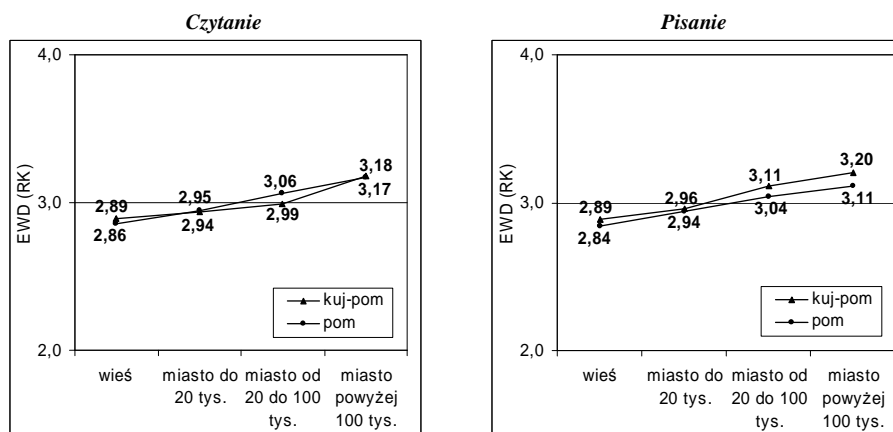 Czytanie
4,0
3,0
2,0
EWD (RK)
2,89
2,86
2,95
2,94
3,06
2,99
3,18
3,17
kuj-pom
pom
wieś
miasto do
20 tys.
miasto od
20 do 100
tys.
miasto
powyżej
100 tys.
Pisanie
4,0
3,0
2,0
EWD (RK)
2,89
2,84
2,96
2,94
3,11
3,04
3,20
3,11
kuj-pom
pom
wieś
miasto do
20 tys.
miasto od
20 do 100
tys.
miasto
powyżej
100 tys.